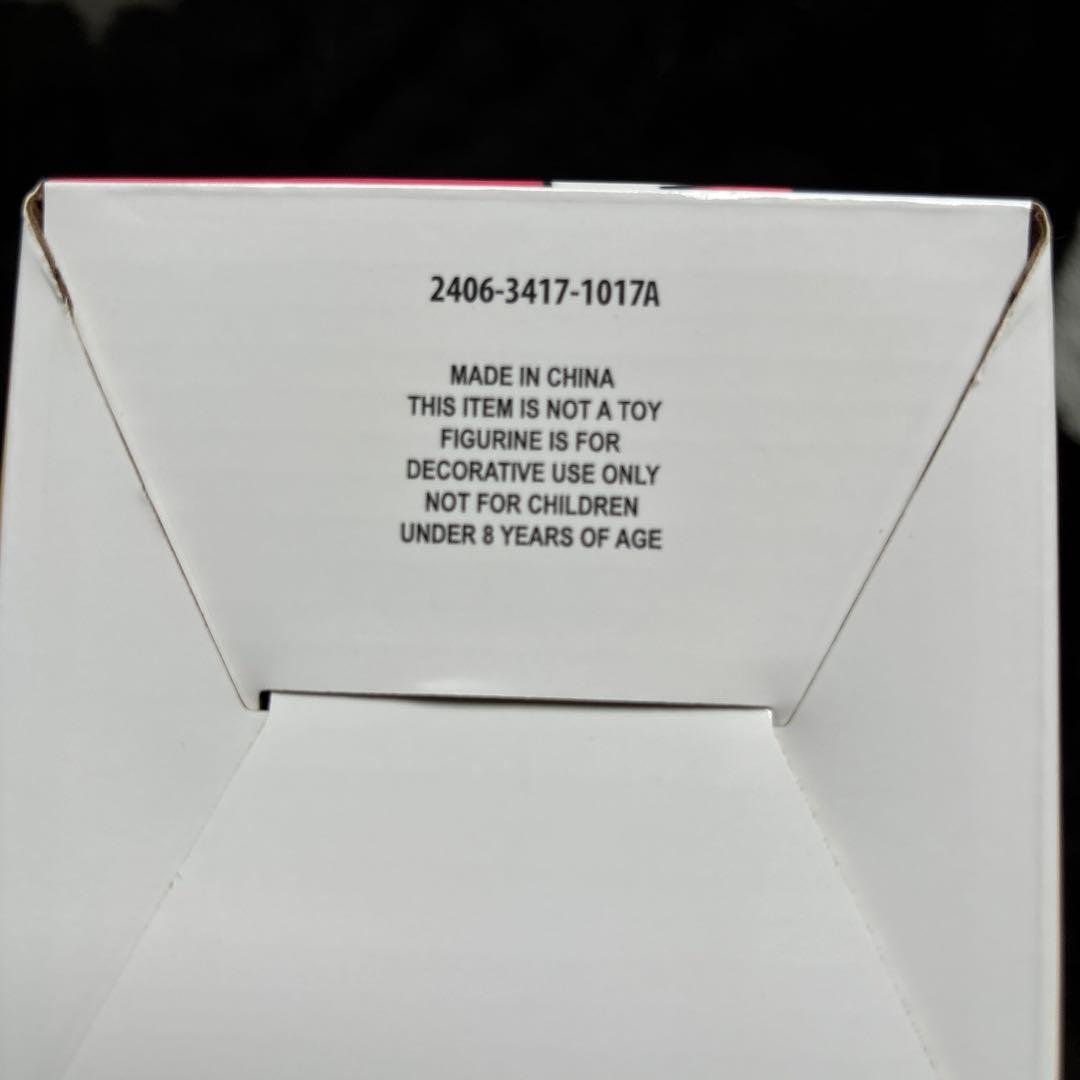 2406-3417-1017A
MADE IN CHINA
THIS ITEM IS NOT A TOY
FIGURINE IS FOR
DECORATIVE USE ONLY
NOT FOR CHILDREN
UNDER 8 YEARS OF AGE